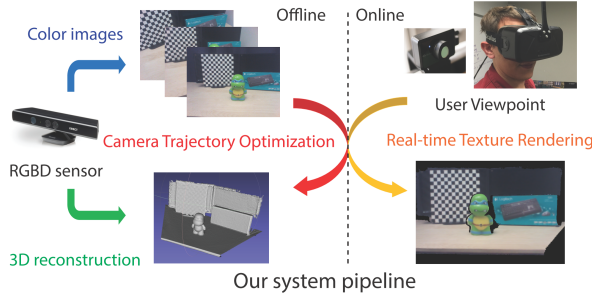 Color images
Offline
Online
User Viewpoint
Camera Trajectory Optimization
Real-time Texture Rendering
RGBD sensor
3D reconstruction
Our system pipeline